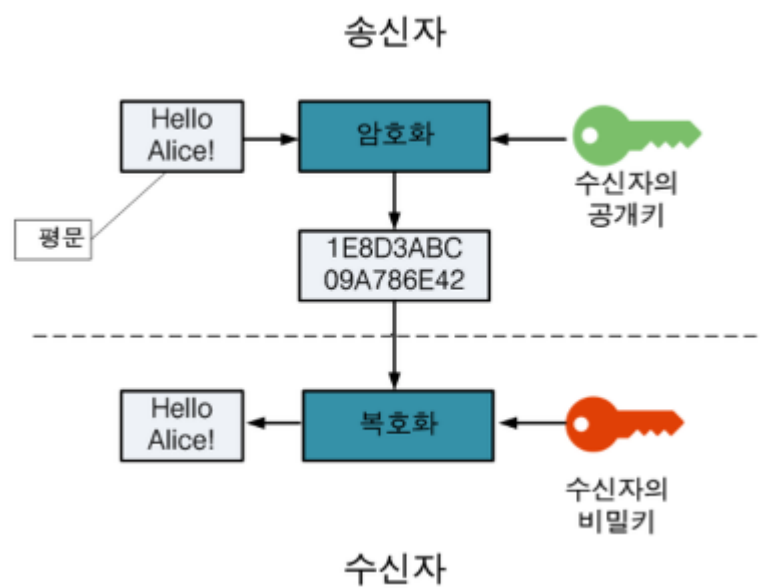 송신자
Hello
Alice!
암호화
수신자의
공개키
평문
1E8D3ABC
09A786E42
Hello
Alice!
복호화
수신자의
비밀키
수신자